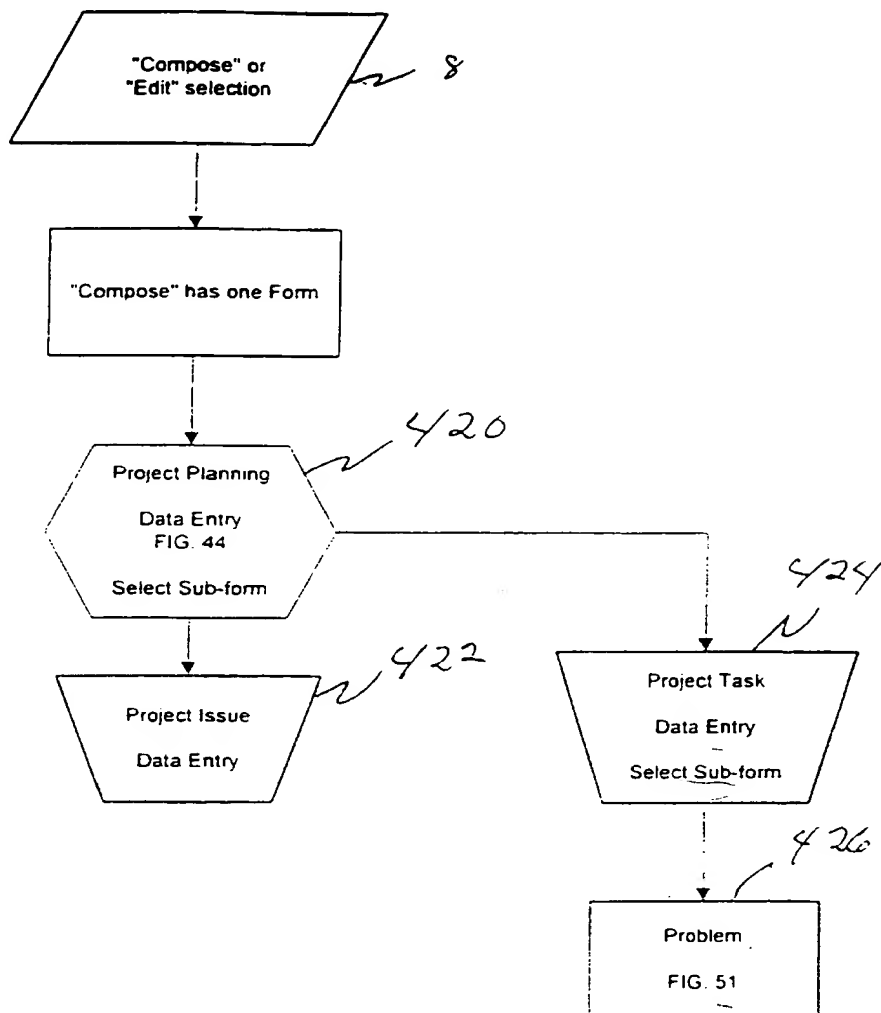 "Compose" or
"Edit" selection
8
"Compose" has one Form
420
Project Planning
Data Entry
FIG. 44
Select Sub-form
422
Project Issue
Data Entry
424
Project Task
Data Entry
Select Sub-form
426
Problem
FIG. 51